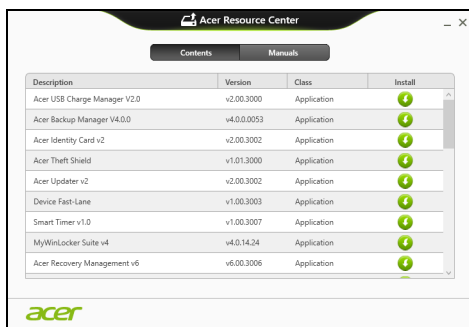 Acer Resource Center
Contents Manuals
Description Version Class Install
Acer USB Charge Manager V2.0 v2.00.3000 Application
Acer Backup Manager V4.0.0 v4.0.0.0053 Application
Acer Identity Card v2 v2.00.3002 Application
Acer Theft Shield v1.01.3000 Application
Acer Updater v2 v2.00.3002 Application
Device Fast-Lane v1.00.3003 Application
Smart Timer v1.0 v1.00.3007 Application
MyWinLocker Suite v4 v4.0.14.24 Application
Acer Recovery Management v6 v6.00.3006 Application
acer